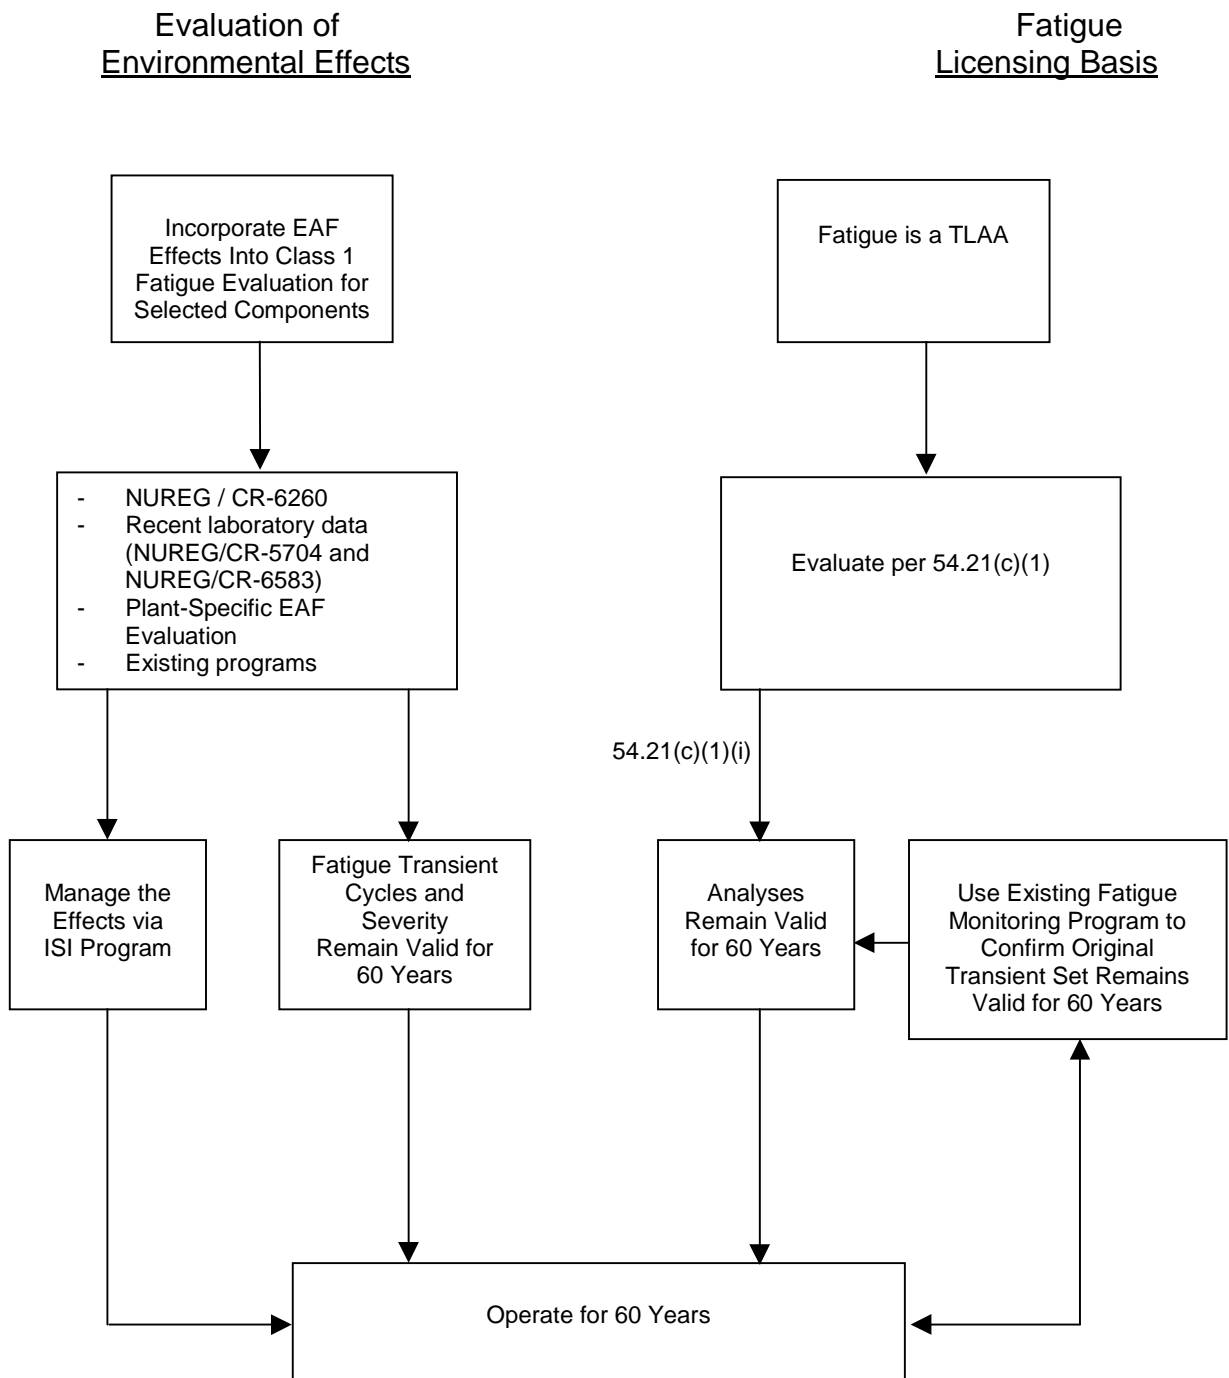 Evaluation of
Environmental Effects
Fatigue
Licensing Basis
Incorporate EAF
Effects Into Class 1
Fatigue Evaluation for
Selected Components
Fatigue is a TLAA
- NUREG / CR-6260
- Recent laboratory data
(NUREG/CR-5704 and
NUREG/CR-6583)
- Plant-Specific EAF
Evaluation
- Existing programs
Evaluate per 54.21(c)(1)
54.21(c)(1)(i)
Manage the
Effects via
ISI Program
Fatigue Transient
Cycles and
Severity
Remain Valid for
60 Years
Analyses
Remain Valid
for 60 Years
Use Existing Fatigue
Monitoring Program to
Confirm Original
Transient Set Remains
Valid for 60 Years
Operate for 60 Years